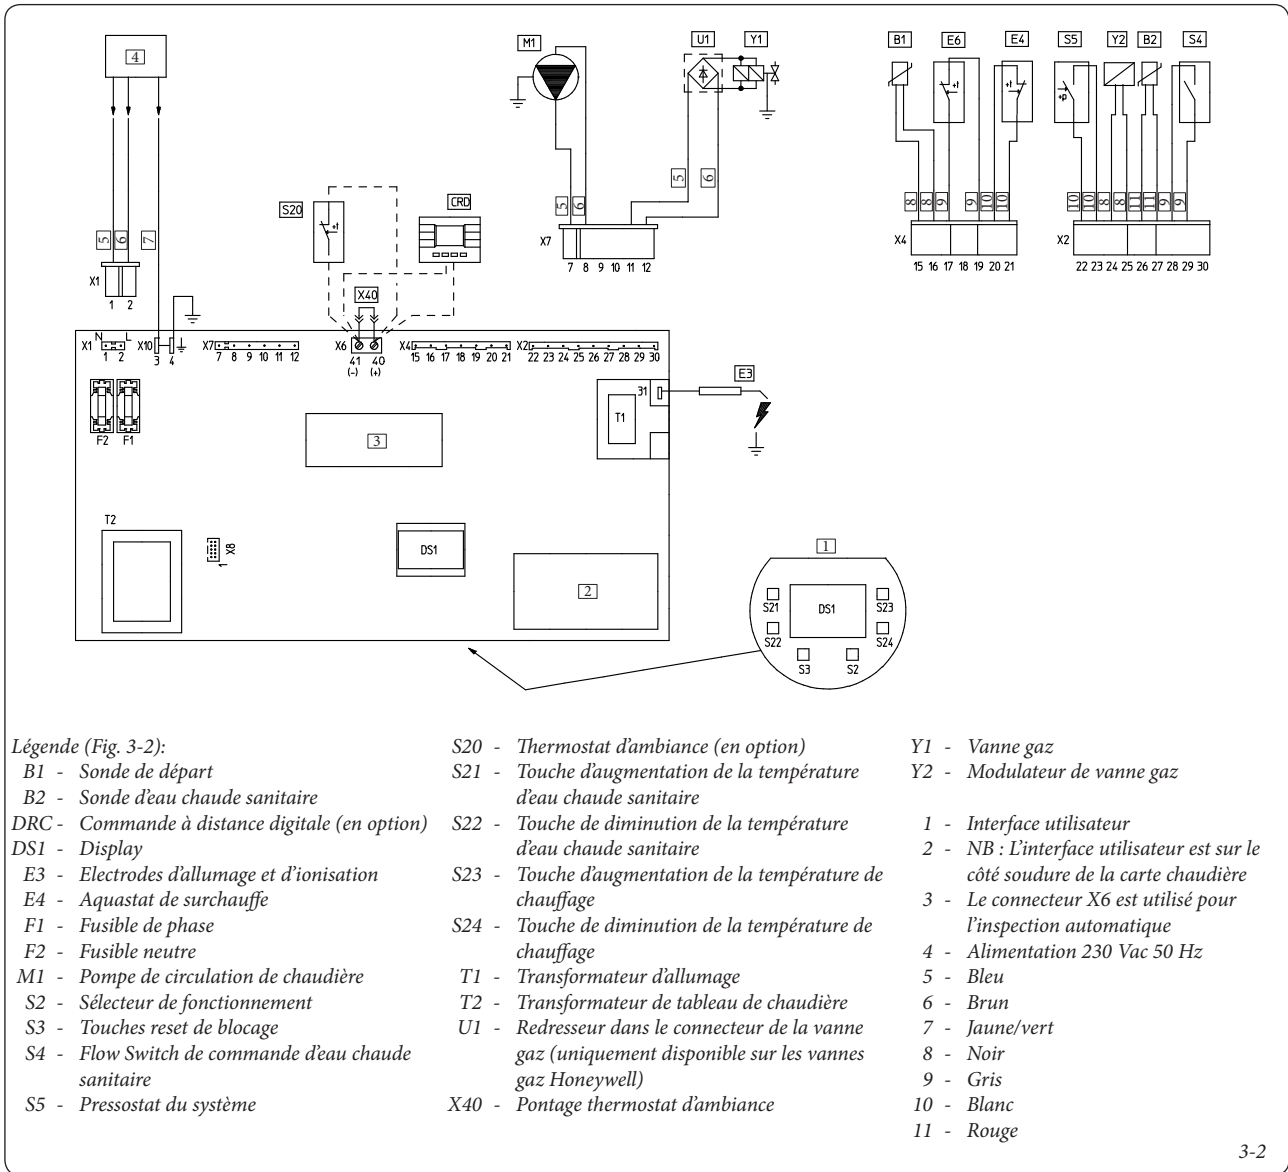 4
M1
U1
Y1
B1
E6
E4
S5
Y2
B2
S4
+t
+t
+p
S20
+t
CRD
5
6
7
5
6
5
6
8
8
9
9
10
10
10
10
8
8
11
11
9
9
X1
1 2
X7
7 8 9 10 11 12
X4
15 16 17 18 19 20 21
X2
22 23 24 25 26 27 28 29 30
X40
X1 N L
1 2
X10
3 4
X7
7 8 9 10 11 12
X6
41 40
(-) (+)
X4
15 16 17 18 19 20 21
X2
22 23 24 25 26 27 28 29 30
F2 F1
3
T1
31
E3
T2
1
X8
DS1
2
1
S21
DS1
S23
S22
S24
S3
S2
Légende (Fig. 3-2):
B1 - Sonde de départ
B2 - Sonde d'eau chaude sanitaire
DRC - Commande à distance digitale (en option)
DS1 - Display
E3 - Electrodes d'allumage et d'ionisation
E4 - Aquastat de surchauffe
F1 - Fusible de phase
F2 - Fusible neutre
M1 - Pompe de circulation de chaudière
S2 - Sélecteur de fonctionnement
S3 - Touches reset de blocage
S4 - Flow Switch de commande d'eau chaude
sanitaire
S5 - Pressostat du système
S20 - Thermostat d'ambiance (en option)
S21 - Touche d'augmentation de la température
d'eau chaude sanitaire
S22 - Touche de diminution de la température
d'eau chaude sanitaire
S23 - Touche d'augmentation de la température de
chauffage
S24 - Touche de diminution de la température de
chauffage
T1 - Transformateur d'allumage
T2 - Transformateur de tableau de chaudière
U1 - Redresseur dans le connecteur de la vanne
gaz (uniquement disponible sur les vannes
gaz Honeywell)
X40 - Pontage thermostat d'ambiance
Y1 - Vanne gaz
Y2 - Modulateur de vanne gaz
1 - Interface utilisateur
2 - NB : L'interface utilisateur est sur le
côté soudure de la carte chaudière
3 - Le connecteur X6 est utilisé pour
l'inspection automatique
4 - Alimentation 230 Vac 50 Hz
5 - Bleu
6 - Brun
7 - Jaune/vert
8 - Noir
9 - Gris
10 - Blanc
11 - Rouge
3-2